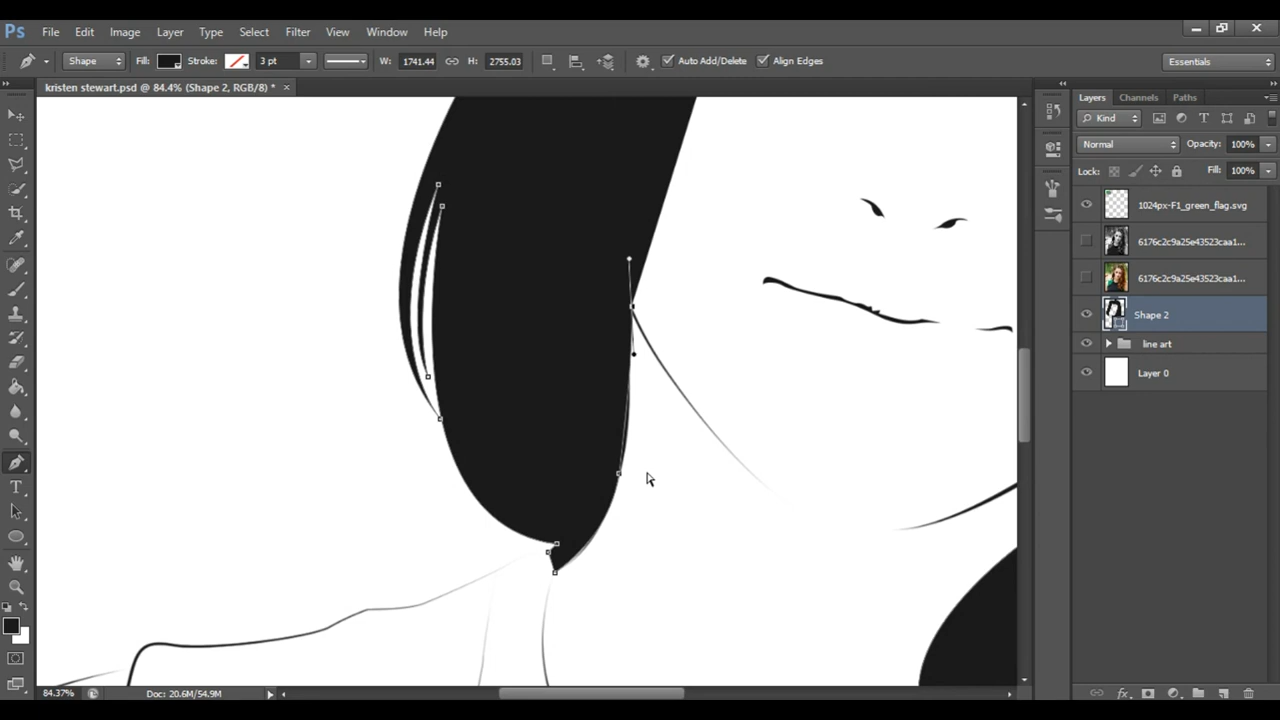 Ps File Edit Image Layer Type Select Filter View Window Help
Shape Fill: Stroke: 3 pt W: 1741.44 H: 2755.03 Auto Add/Delete Align Edges Essentials
kristen stewart.psd @ 84.4% (Shape 2, RGB/8) *
Layers Channels Paths
Kind
Normal Opacity: 100%
Lock: Fill: 100%
1024px-F1_green_flag.svg
6176c2c9a25e43523caa1...
6176c2c9a25e43523caa1...
Shape 2
line art
Layer 0
84.37% Doc: 20.6M/54.9M